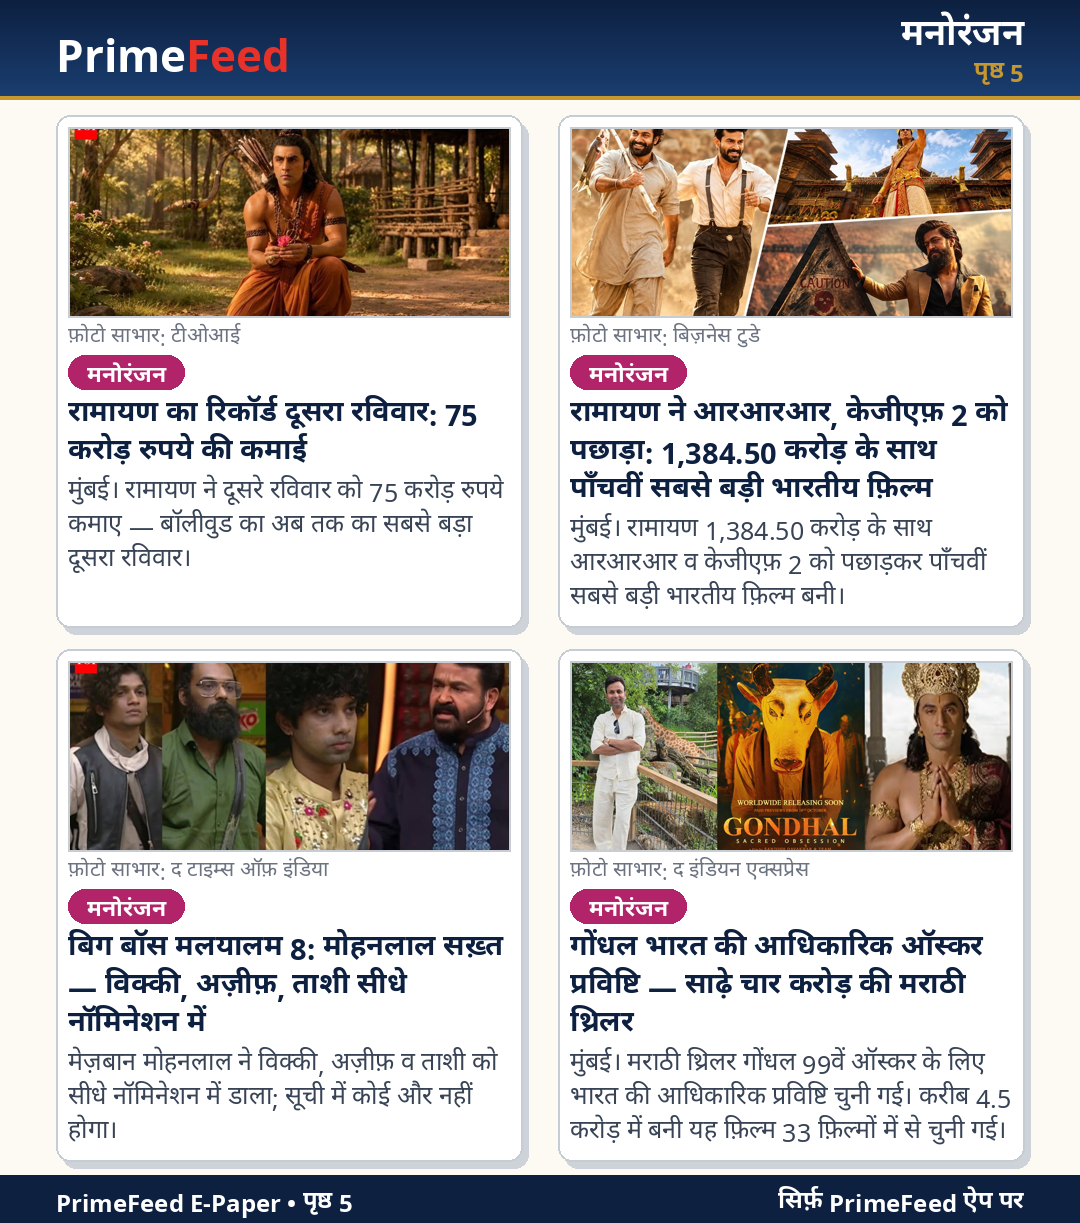 PrimeFeed
मनोरंजन
पृष्ठ 5
फ़ोटो साभार: टीओआई
मनोरंजन
रामायण का रिकॉर्ड दूसरा रविवार: 75
करोड़ रुपये की कमाई
मुंबई। रामायण ने दूसरे रविवार को 75 करोड़ रुपये
कमाए — बॉलीवुड का अब तक का सबसे बड़ा
दूसरा रविवार।
CAUTION
फ़ोटो साभार: बिज़नेस टुडे
मनोरंजन
रामायण ने आरआरआर, केजीएफ़ 2 को
पछाड़ा: 1,384.50 करोड़ के साथ
पाँचवीं सबसे बड़ी भारतीय फ़िल्म
मुंबई। रामायण 1,384.50 करोड़ के साथ
आरआरआर व केजीएफ़ 2 को पछाड़कर पाँचवीं
सबसे बड़ी भारतीय फ़िल्म बनी।
फ़ोटो साभार: द टाइम्स ऑफ़ इंडिया
मनोरंजन
बिग बॉस मलयालम 8: मोहनलाल सख़्त
— विक्की, अज़ीफ़, ताशी सीधे
नॉमिनेशन में
मेज़बान मोहनलाल ने विक्की, अज़ीफ़ व ताशी को
सीधे नॉमिनेशन में डाला; सूची में कोई और नहीं
होगा।
WORLDWIDE RELEASING SOON
GONDHAL
SACRED OBSESSION
फ़ोटो साभार: द इंडियन एक्सप्रेस
मनोरंजन
गोंधल भारत की आधिकारिक ऑस्कर
प्रविष्टि — साढ़े चार करोड़ की मराठी
थ्रिलर
मुंबई। मराठी थ्रिलर गोंधल 99वें ऑस्कर के लिए
भारत की आधिकारिक प्रविष्टि चुनी गई। करीब 4.5
करोड़ में बनी यह फ़िल्म 33 फ़िल्मों में से चुनी गई।
PrimeFeed E-Paper • पृष्ठ 5
सिर्फ़ PrimeFeed ऐप पर